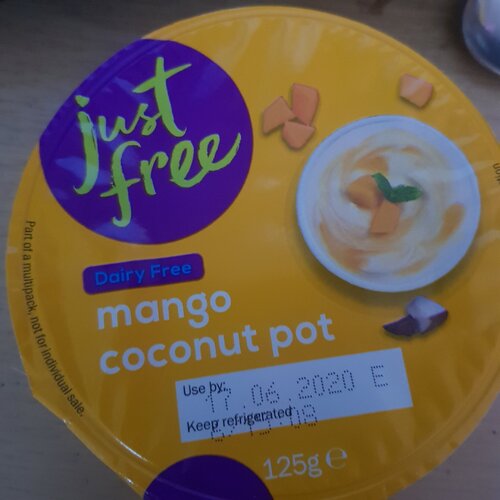 just
free
Dairy Free
mango
coconut pot
Part of a multipack, not for individual sale.
Use by:
17.06.2020 E
Keep refrigerated
125g e